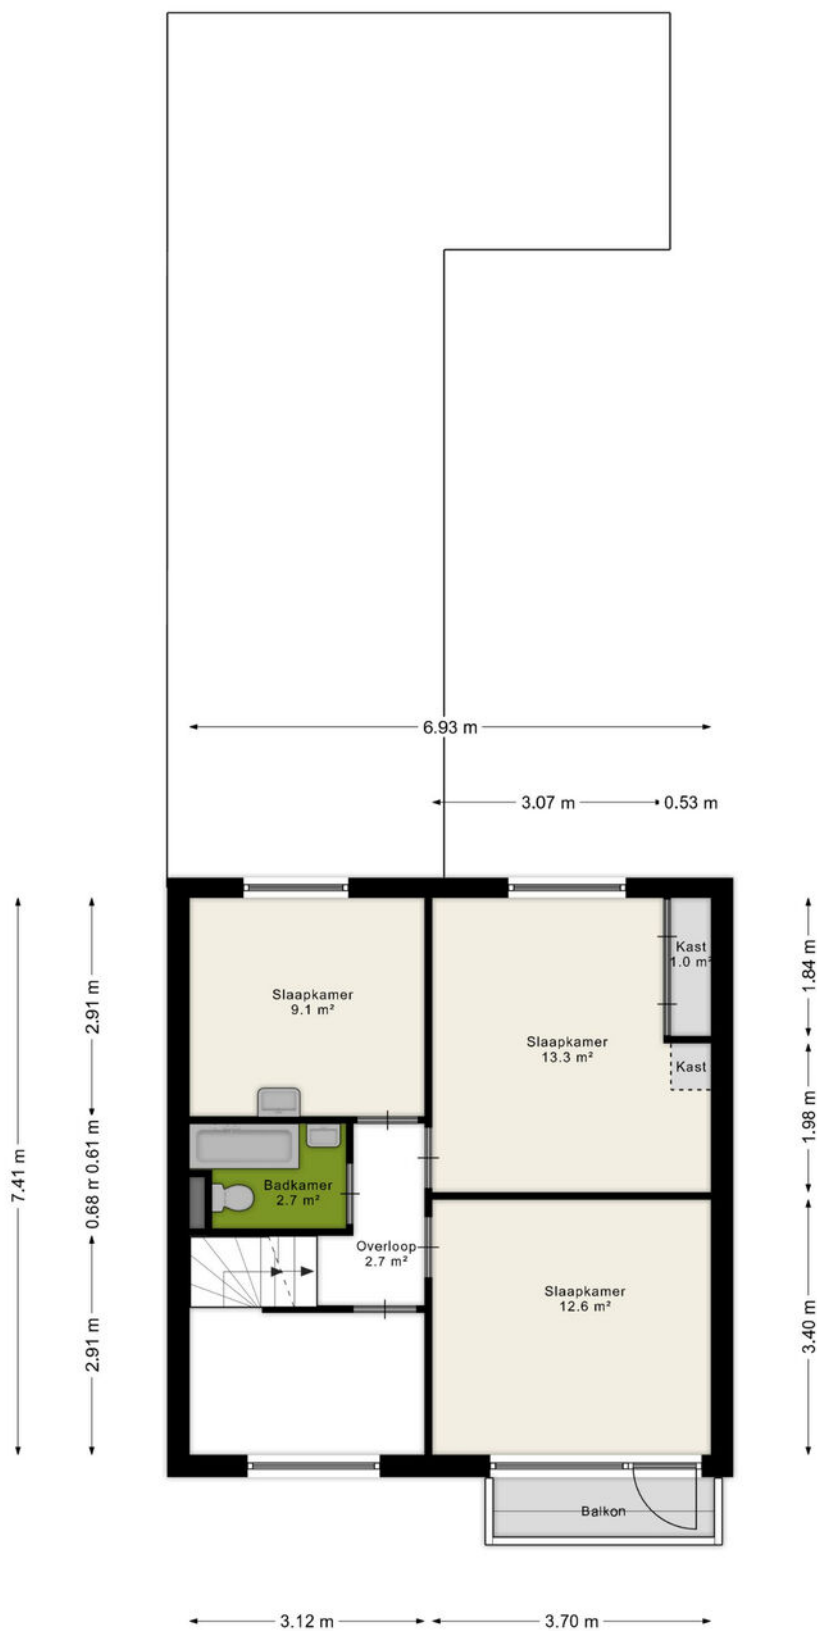 6.93 m
3.07 m
0.53 m
7.41 m
2.91 m
0.61 m
0.68 m
2.91 m
1.84 m
1.98 m
3.40 m
Kast
1.0 m²
Slaapkamer
9.1 m²
Slaapkamer
13.3 m²
Kast
Badkamer
2.7 m²
Overloop
2.7 m²
Slaapkamer
12.6 m²
Balkon
3.12 m
3.70 m